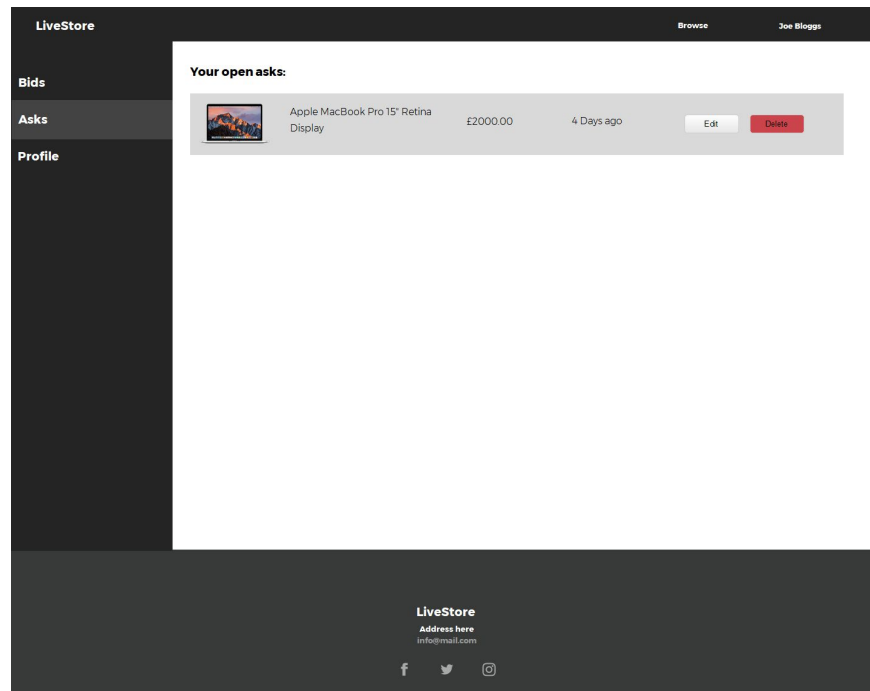 LiveStore
Browse
Joe Bloggs
Bids
Asks
Profile
Your open asks:
Apple MacBook Pro 15" Retina
Display
£2000.00
4 Days ago
Edit
Delete
LiveStore
Address here
info@mail.com